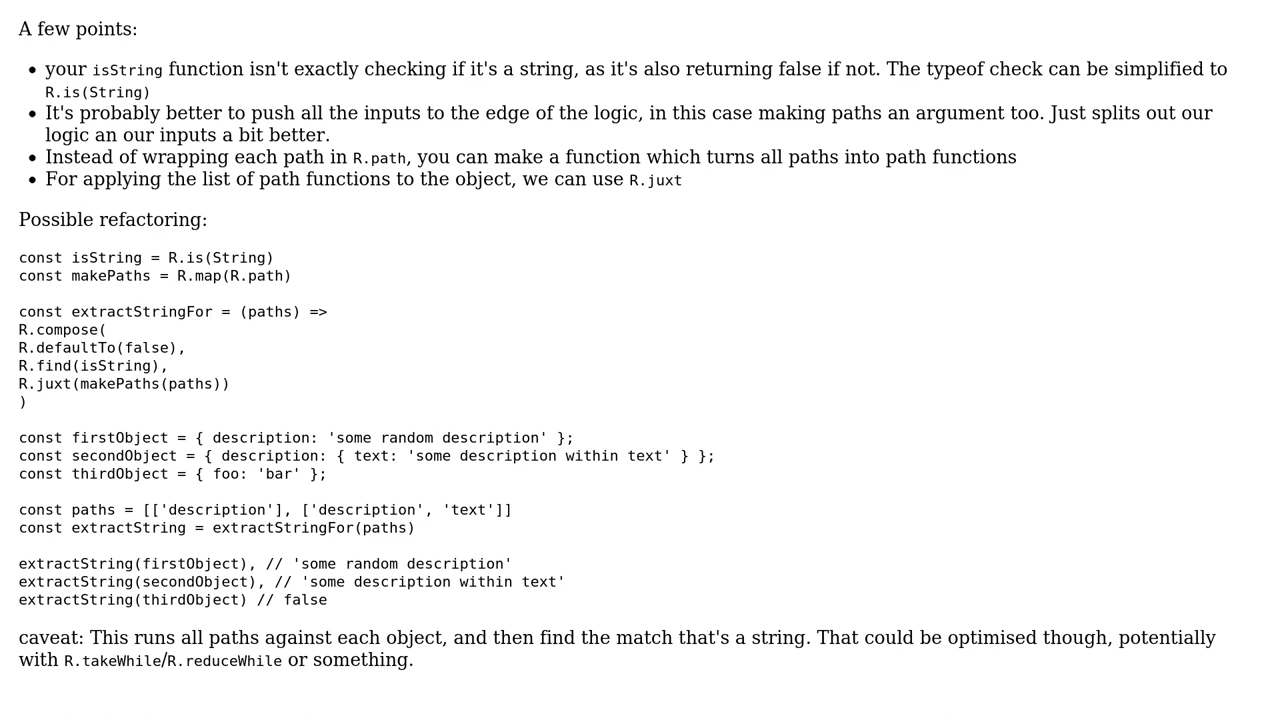 A few points:
• your isString function isn't exactly checking if it's a string, as it's also returning false if not. The typeof check can be simplified to
R.is(String)
• It's probably better to push all the inputs to the edge of the logic, in this case making paths an argument too. Just splits out our
logic an our inputs a bit better.
• Instead of wrapping each path in R.path, you can make a function which turns all paths into path functions
• For applying the list of path functions to the object, we can use R.juxt
Possible refactoring:
const isString = R.is(String)
const makePaths = R.map(R.path)
const extractStringFor = (paths) =>
R.compose(
R.defaultTo(false),
R.find(isString),
R.juxt(makePaths(paths))
)
const firstObject = { description: 'some random description' };
const secondObject = { description: { text: 'some description within text' } };
const thirdObject = { foo: 'bar' };
const paths = [['description'], ['description', 'text']]
const extractString = extractStringFor(paths)
extractString(firstObject), // 'some random description'
extractString(secondObject), // 'some description within text'
extractString(thirdObject) // false
caveat: This runs all paths against each object, and then find the match that's a string. That could be optimised though, potentially
with R.takeWhile/R.reduceWhile or something.